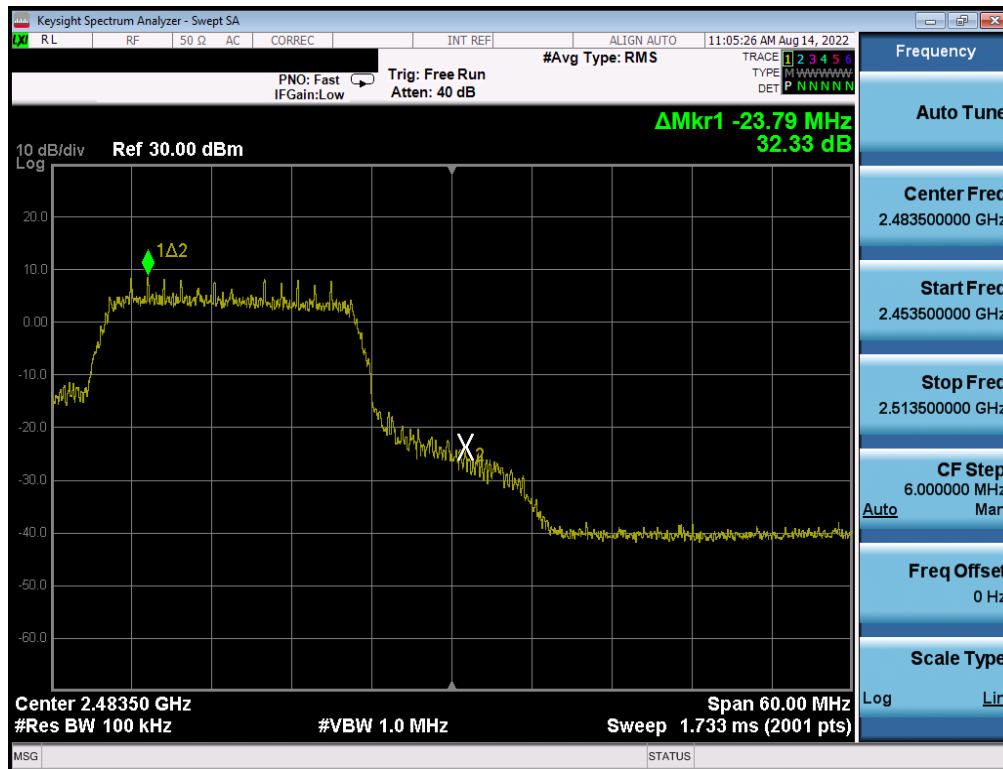 Keysight Spectrum Analyzer - Swept SA
LXI RL RF 50 Ω AC CORREC INT REF ALIGN AUTO 11:05:26 AM Aug 14, 2022
#Avg Type: RMS TRACE 1 2 3 4 5 6
PNO: Fast Trig: Free Run TYPE M W W W W W
IFGain:Low Atten: 40 dB DET P N N N N N
ΔMkr1 -23.79 MHz
32.33 dB
10 dB/div Ref 30.00 dBm
Log
20.0
1Δ2
10.0
0.00
-10.0
-20.0
X2
-30.0
-40.0
-50.0
-60.0
Center 2.48350 GHz Span 60.00 MHz
#Res BW 100 kHz #VBW 1.0 MHz Sweep 1.733 ms (2001 pts)
MSG STATUS
Frequency
Auto Tune
Center Freq
2.483500000 GHz
Start Freq
2.453500000 GHz
Stop Freq
2.513500000 GHz
CF Step
6.000000 MHz
Auto Man
Freq Offset
0 Hz
Scale Type
Log Lin